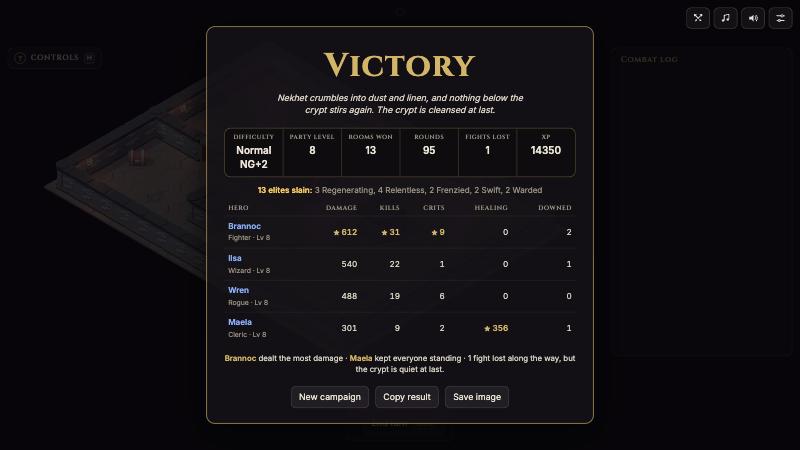 ? CONTROLS H
COMBAT LOG
VICTORY
Nekhet crumbles into dust and linen, and nothing below the
crypt stirs again. The crypt is cleansed at last.
DIFFICULTY PARTY LEVEL ROOMS WON ROUNDS FIGHTS LOST XP
Normal NG+2 8 13 95 1 14350
13 elites slain: 3 Regenerating, 4 Relentless, 2 Frenzied, 2 Swift, 2 Warded
HERO DAMAGE KILLS CRITS HEALING DOWNED
Brannoc ★ 612 ★ 31 ★ 9 0 2
Fighter · Lv 8
Ilsa 540 22 1 0 1
Wizard · Lv 8
Wren 488 19 6 0 0
Rogue · Lv 8
Maela 301 9 2 ★ 356 1
Cleric · Lv 8
Brannoc dealt the most damage · Maela kept everyone standing · 1 fight lost along the way, but
the crypt is quiet at last.
New campaign Copy result Save image